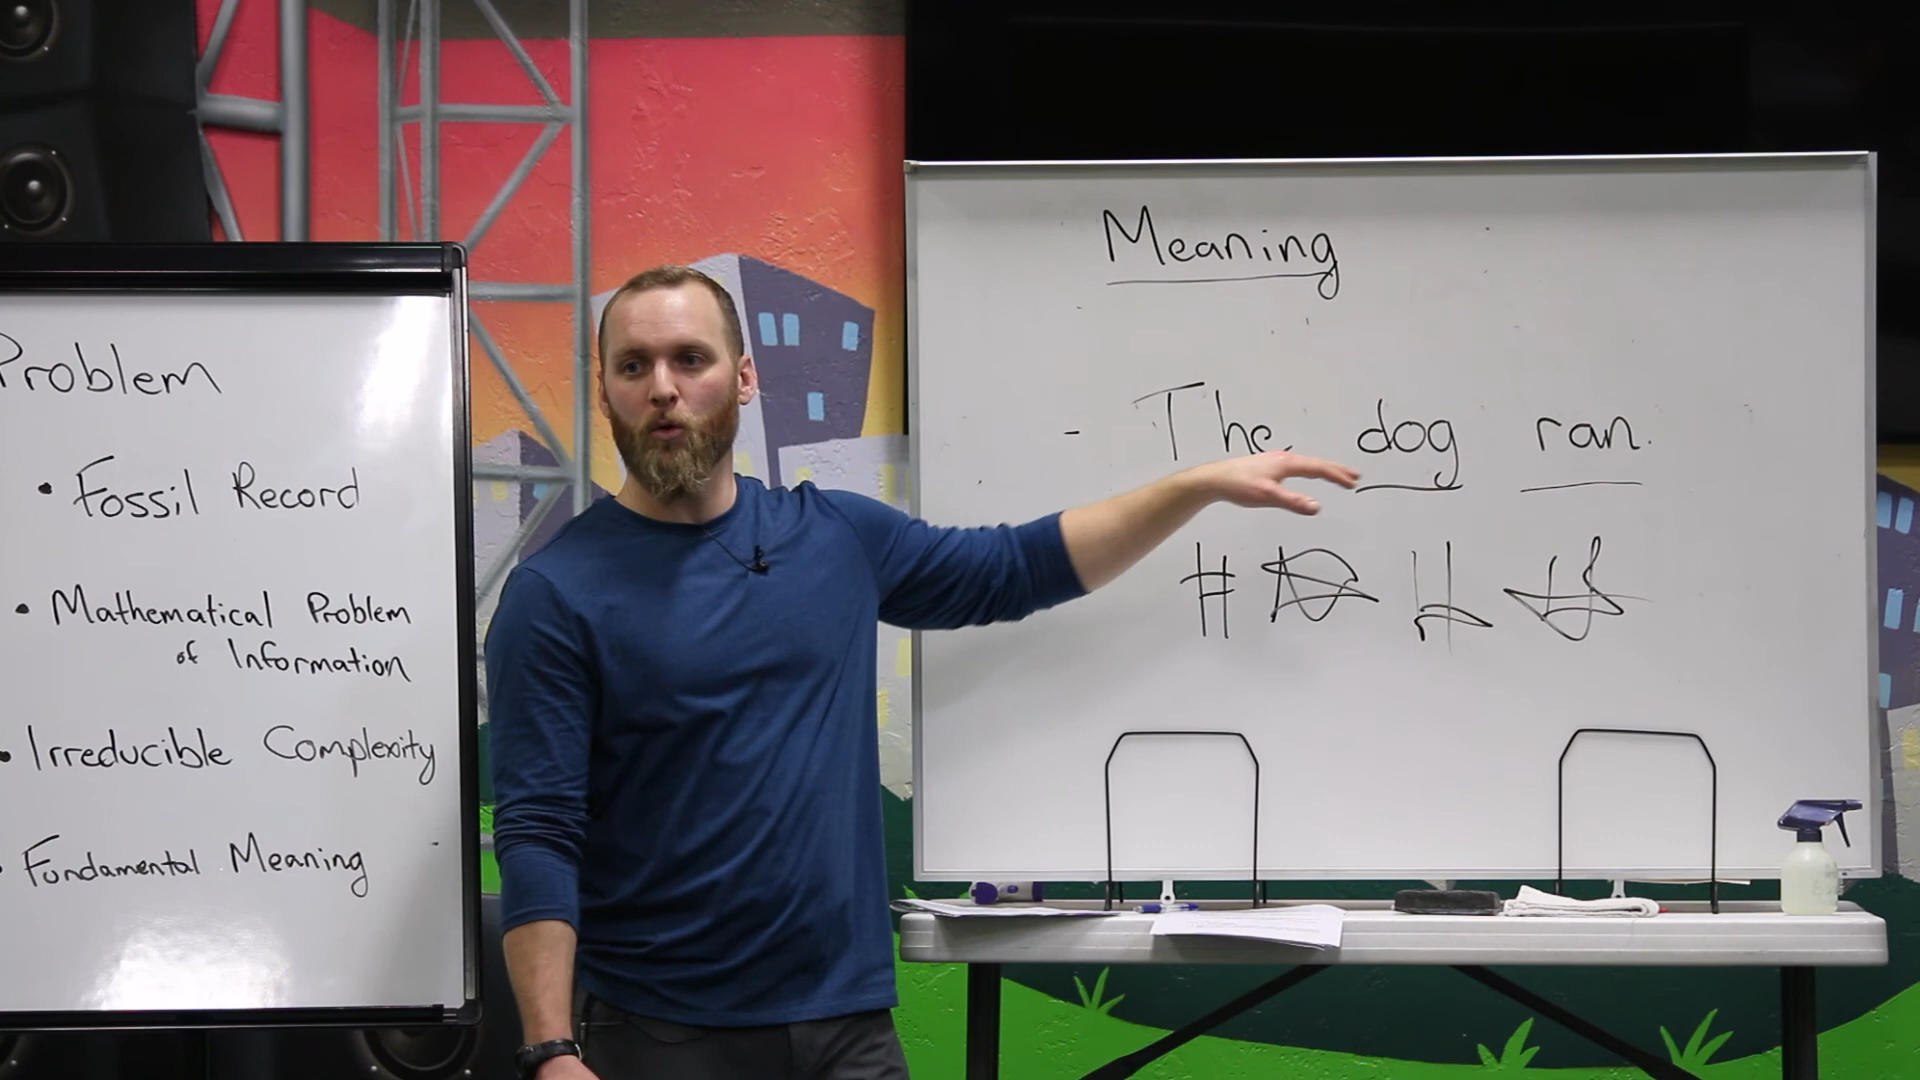 Problem
• Fossil Record
• Mathematical Problem
of Information
• Irreducible Complexity
• Fundamental Meaning
Meaning
- The dog ran.